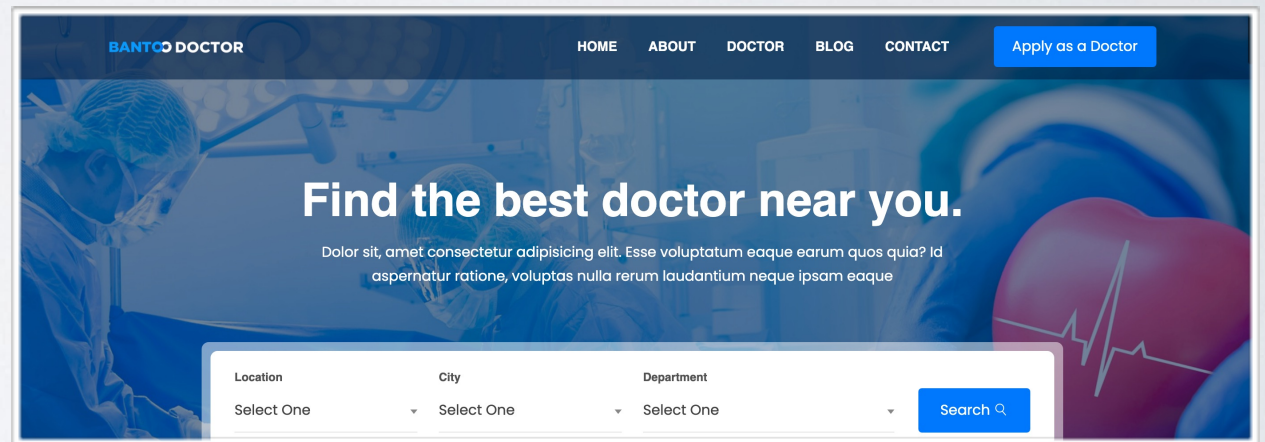 BANTOO DOCTOR
HOME ABOUT DOCTOR BLOG CONTACT Apply as a Doctor
Find the best doctor near you.
Dolor sit, amet consectetur adipisicing elit. Esse voluptatum eaque earum quos quia? Id
aspernatur ratione, voluptas nulla rerum laudantium neque ipsam eaque
Location City Department
Select One Select One Select One Search